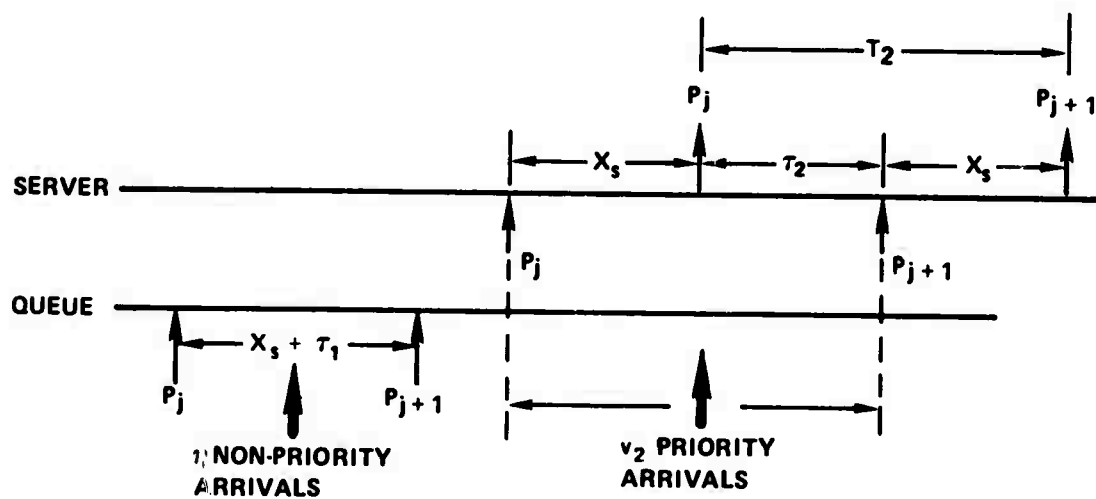 T2
Pj Pj + 1
Xs τ2 Xs
SERVER
Pj Pj + 1
QUEUE
Xs + τ1
Pj Pj + 1
NON-PRIORITY
ARRIVALS
v2 PRIORITY
ARRIVALS